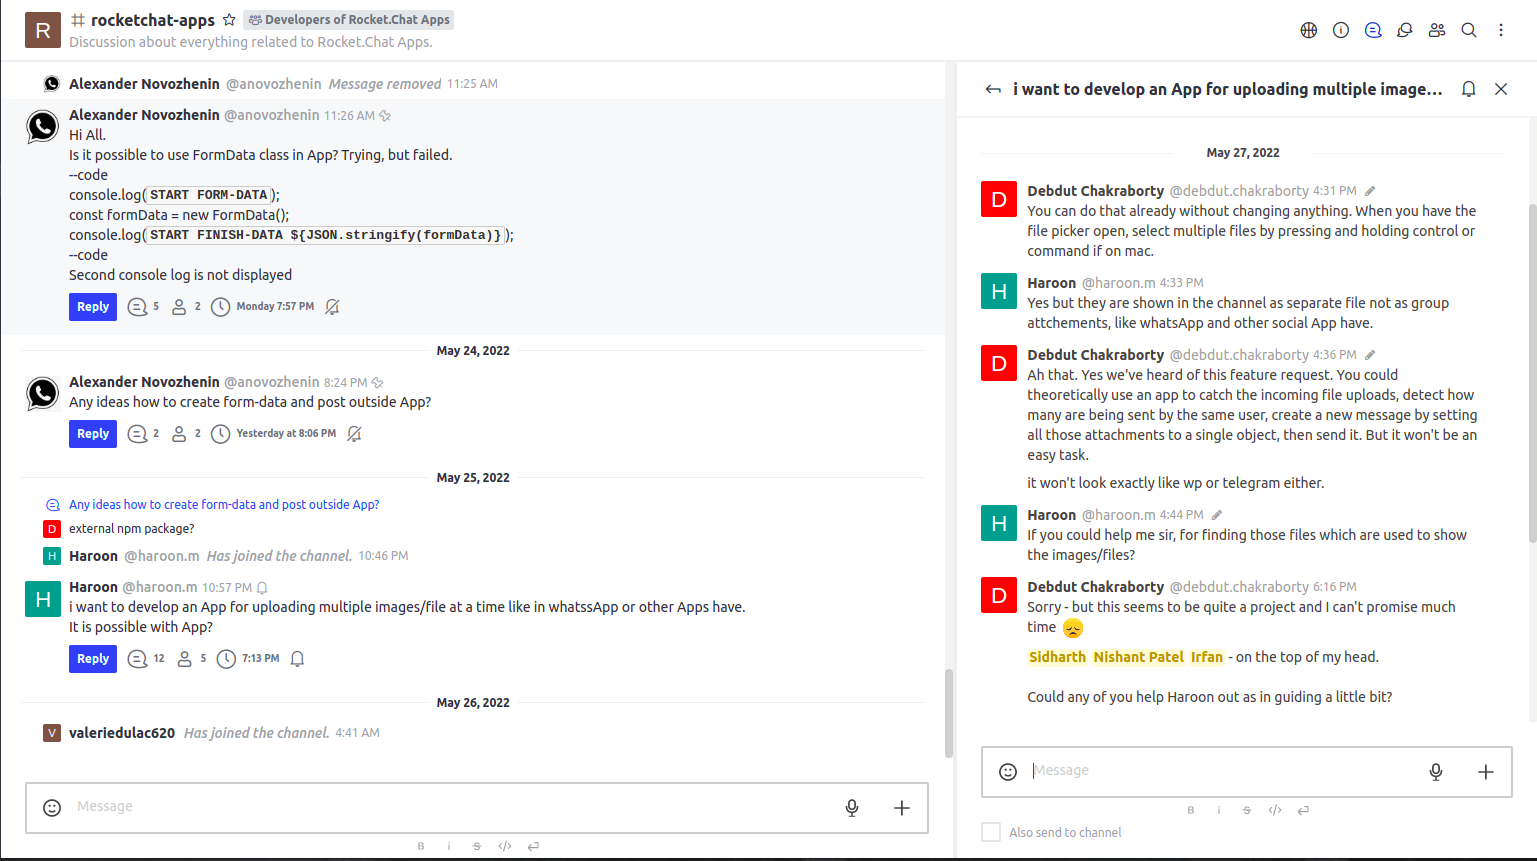 R
rocketchat-apps Developers of Rocket.Chat Apps
Discussion about everything related to Rocket.Chat Apps.
Alexander Novozhenin @anovozhenin Message removed 11:25 AM
Alexander Novozhenin @anovozhenin 11:26 AM
Hi All.
Is it possible to use FormData class in App? Trying, but failed.
--code
console.log(START FORM-DATA);
const formData = new FormData();
console.log(START FINISH-DATA ${JSON.stringify(formData)});
--code
Second console log is not displayed
Reply 5 2 Monday 7:57 PM
May 24, 2022
Alexander Novozhenin @anovozhenin 8:24 PM
Any ideas how to create form-data and post outside App?
Reply 2 2 Yesterday at 8:06 PM
May 25, 2022
Any ideas how to create form-data and post outside App?
D external npm package?
H Haroon @haroon.m Has joined the channel. 10:46 PM
H
Haroon @haroon.m 10:57 PM
i want to develop an App for uploading multiple images/file at a time like in whatssApp or other Apps have.
It is possible with App?
Reply 12 5 7:13 PM
May 26, 2022
V valeriedulac620 Has joined the channel. 4:41 AM
Message
B i S </>
i want to develop an App for uploading multiple image...
May 27, 2022
D
Debdut Chakraborty @debdut.chakraborty 4:31 PM
You can do that already without changing anything. When you have the
file picker open, select multiple files by pressing and holding control or
command if on mac.
H
Haroon @haroon.m 4:33 PM
Yes but they are shown in the channel as separate file not as group
attchements, like whatsApp and other social App have.
D
Debdut Chakraborty @debdut.chakraborty 4:36 PM
Ah that. Yes we've heard of this feature request. You could
theoretically use an app to catch the incoming file uploads, detect how
many are being sent by the same user, create a new message by setting
all those attachments to a single object, then send it. But it won't be an
easy task.
it won't look exactly like wp or telegram either.
H
Haroon @haroon.m 4:44 PM
If you could help me sir, for finding those files which are used to show
the images/files?
D
Debdut Chakraborty @debdut.chakraborty 6:16 PM
Sorry - but this seems to be quite a project and I can't promise much
time
Sidharth Nishant Patel Irfan - on the top of my head.
Could any of you help Haroon out as in guiding a little bit?
Message
B i S </>
Also send to channel